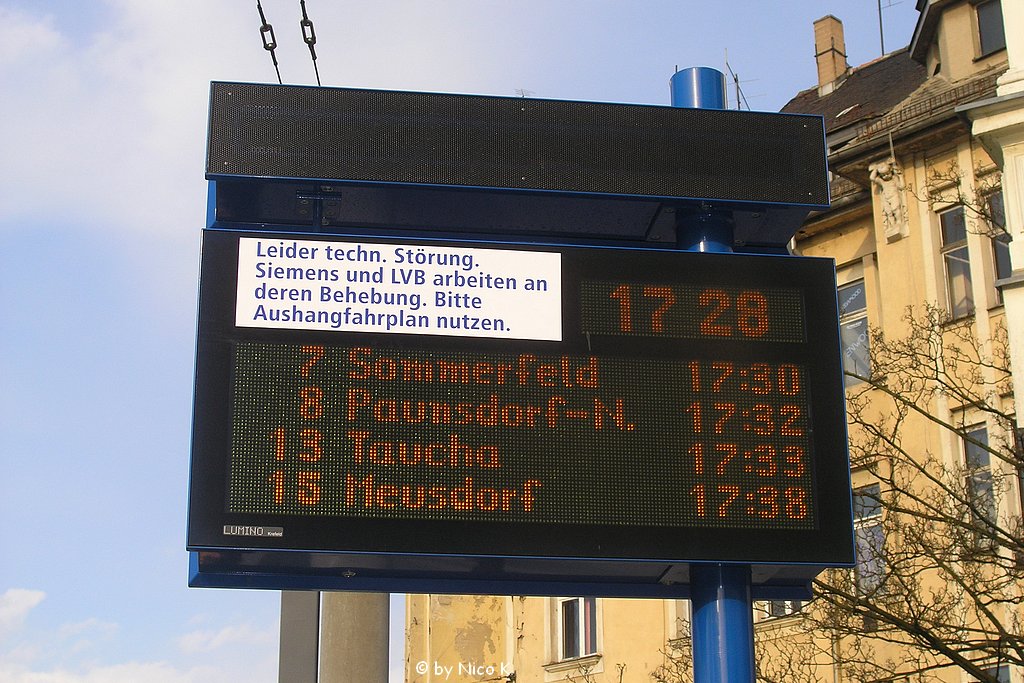 Leider techn. Störung.
Siemens und LVB arbeiten an
deren Behebung. Bitte
Aushangfahrplan nutzen.
17 28
7 Sommerfeld 17:30
8 Paunsdorf-N. 17:32
13 Taucha 17:33
15 Meusdorf 17:38
LUMINO Krefeld
© by Nico K